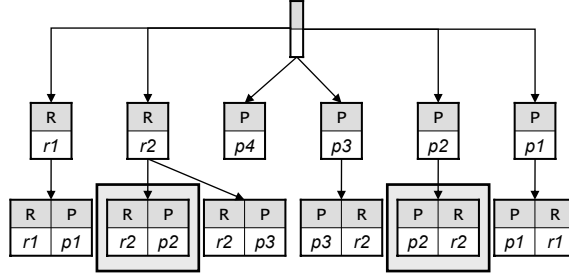 R R P P P P
r1 r2 p4 p3 p2 p1
R P R P R P P R P R P R
r1 p1 r2 p2 r2 p3 p3 r2 p2 r2 p1 r1